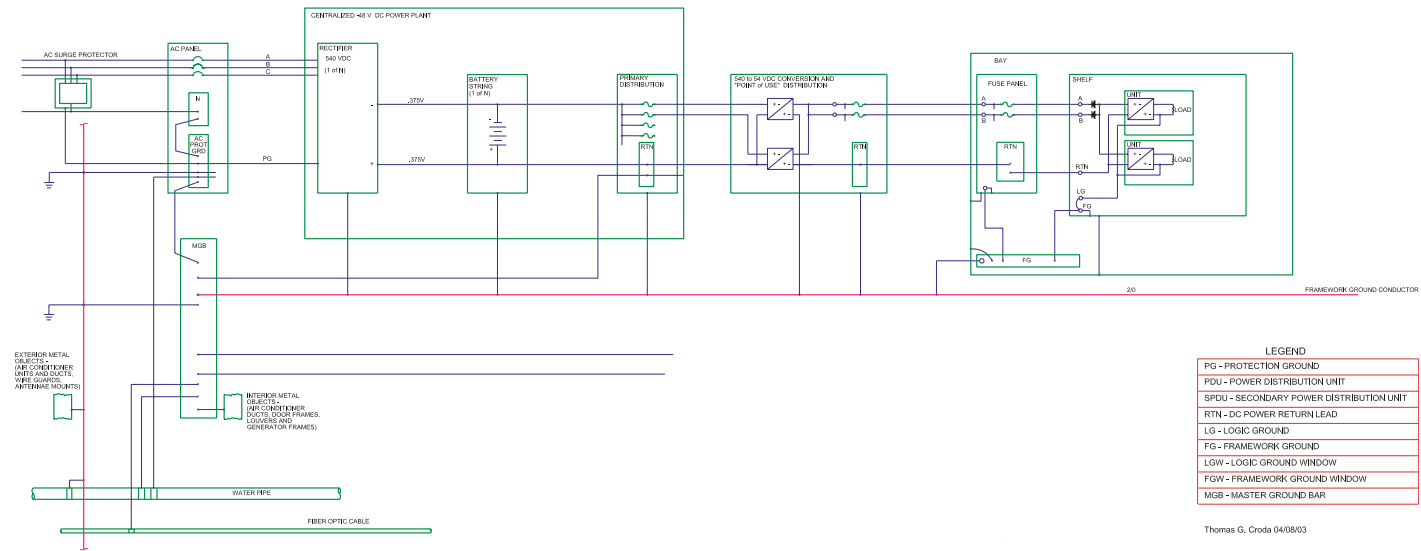 CENTRALIZED -48 V DC POWER PLANT
AC SURGE PROTECTOR
AC PANEL
A
B
C
RECTIFIER
540 VDC
(1 of N)
BATTERY
STRING
(1 of N)
PRIMARY
DISTRIBUTION
540 to 54 VDC CONVERSION AND
"POINT of USE" DISTRIBUTION
BAY
FUSE PANEL
SHELF
UNIT
LOAD
UNIT
LOAD
N
AC
PROT
GRD
PG
-
.375V
+
.375V
-
+
RTN
+ -
+ -
RTN
A
B
RTN
A
B
+ -
+ -
RTN
LG
FG
FG
MGB
2/0
FRAMEWORK GROUND CONDUCTOR
EXTERIOR METAL
OBJECTS -
(AIR CONDITIONER
UNITS AND DUCTS,
WIRE GUARDS,
ANTENNAE MOUNTS)
INTERIOR METAL
OBJECTS -
(AIR CONDITIONER
DUCTS, DOOR FRAMES,
LOUVERS AND
GENERATOR FRAMES)
WATER PIPE
FIBER OPTIC CABLE
LEGEND
PG - PROTECTION GROUND
PDU - POWER DISTRIBUTION UNIT
SPDU - SECONDARY POWER DISTRIBUTION UNIT
RTN - DC POWER RETURN LEAD
LG - LOGIC GROUND
FG - FRAMEWORK GROUND
LGW - LOGIC GROUND WINDOW
FGW - FRAMEWORK GROUND WINDOW
MGB - MASTER GROUND BAR
Thomas G. Croda 04/08/03